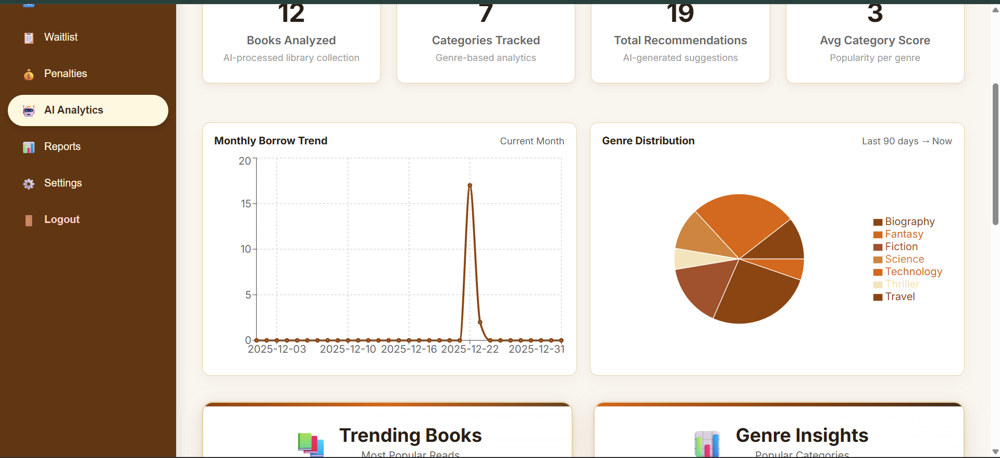 Waitlist
Penalties
AI Analytics
Reports
Settings
Logout
12
Books Analyzed
AI-processed library collection
7
Categories Tracked
Genre-based analytics
19
Total Recommendations
AI-generated suggestions
3
Avg Category Score
Popularity per genre
Monthly Borrow Trend
Current Month
20
15
10
5
0
2025-12-03
2025-12-10
2025-12-16
2025-12-22
2025-12-31
Genre Distribution
Last 90 days → Now
Biography
Fantasy
Fiction
Science
Technology
Thriller
Travel
Trending Books
Most Popular Reads
Genre Insights
Popular Categories